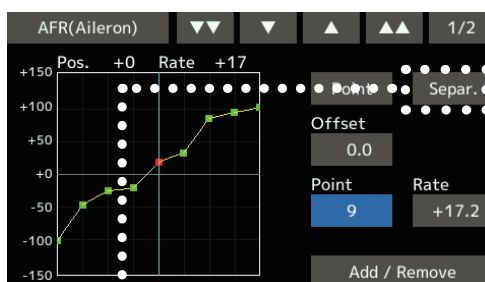 AFR(Aileron) ▼▼ ▼ ▲ ▲▲ 1/2
Pos. +0 Rate +17
+150
+100
+50
+0
-50
-100
-150
Point Separ.
Offset
0.0
Point Rate
9 +17.2
Add / Remove